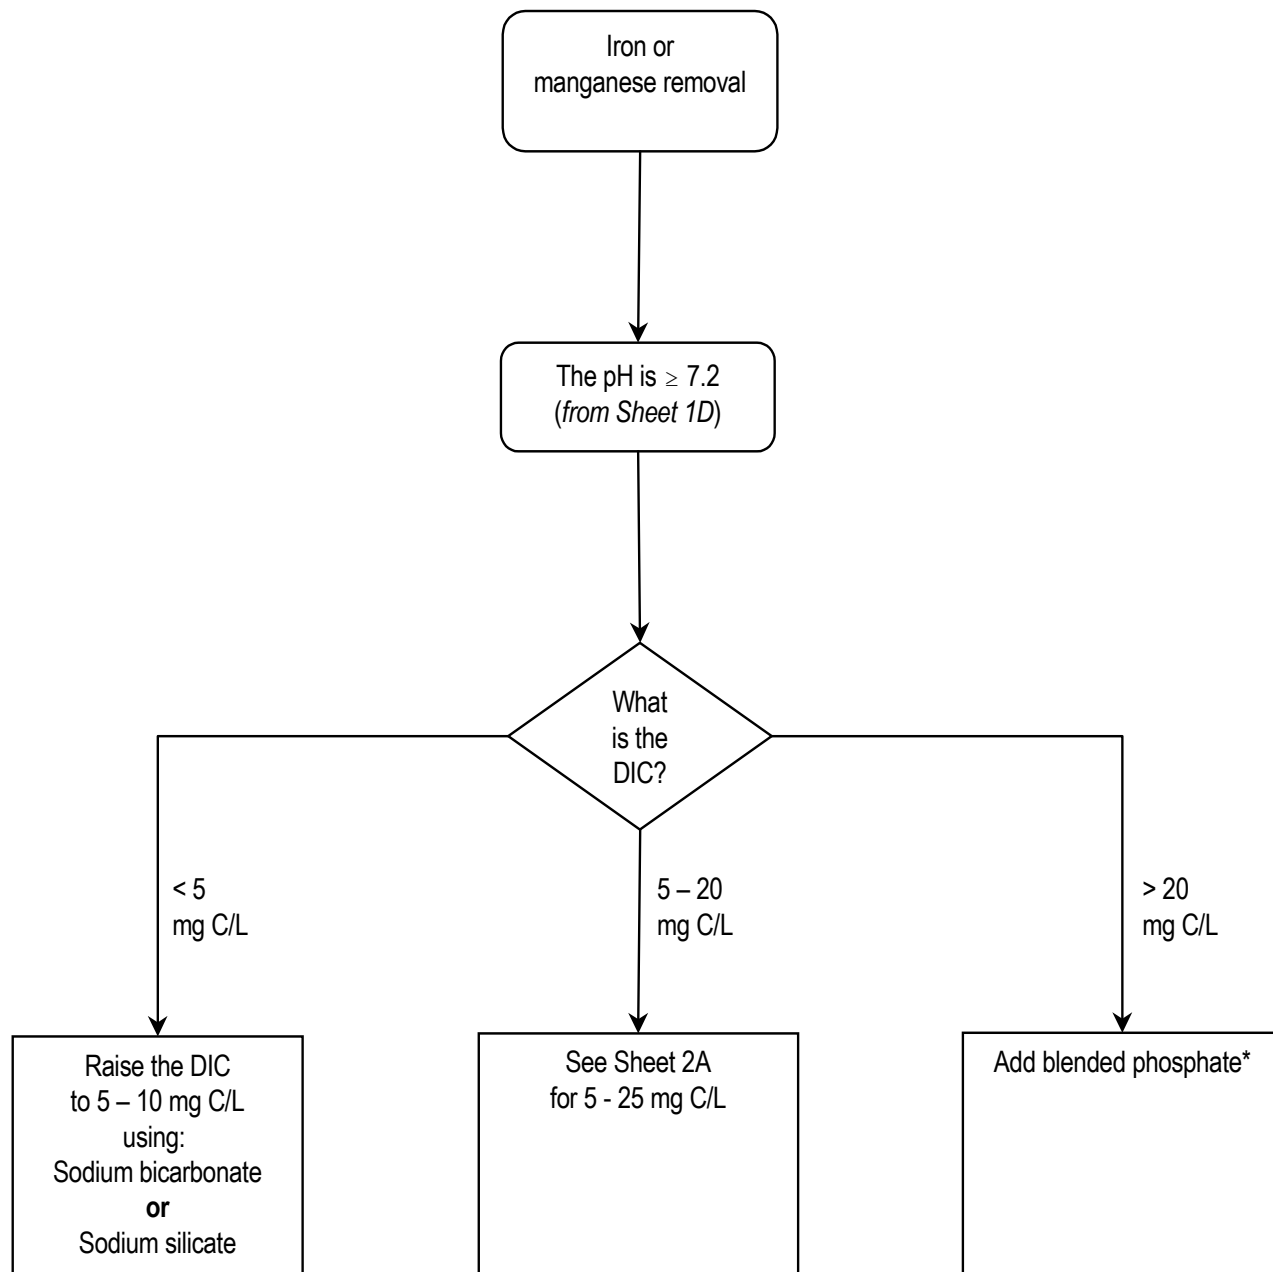 Iron or
manganese removal
The pH is ≥ 7.2
(from Sheet 1D)
What
is the
DIC?
< 5
mg C/L
5 – 20
mg C/L
> 20
mg C/L
Raise the DIC
to 5 – 10 mg C/L
using:
Sodium bicarbonate
or
Sodium silicate
See Sheet 2A
for 5 - 25 mg C/L
Add blended phosphate*